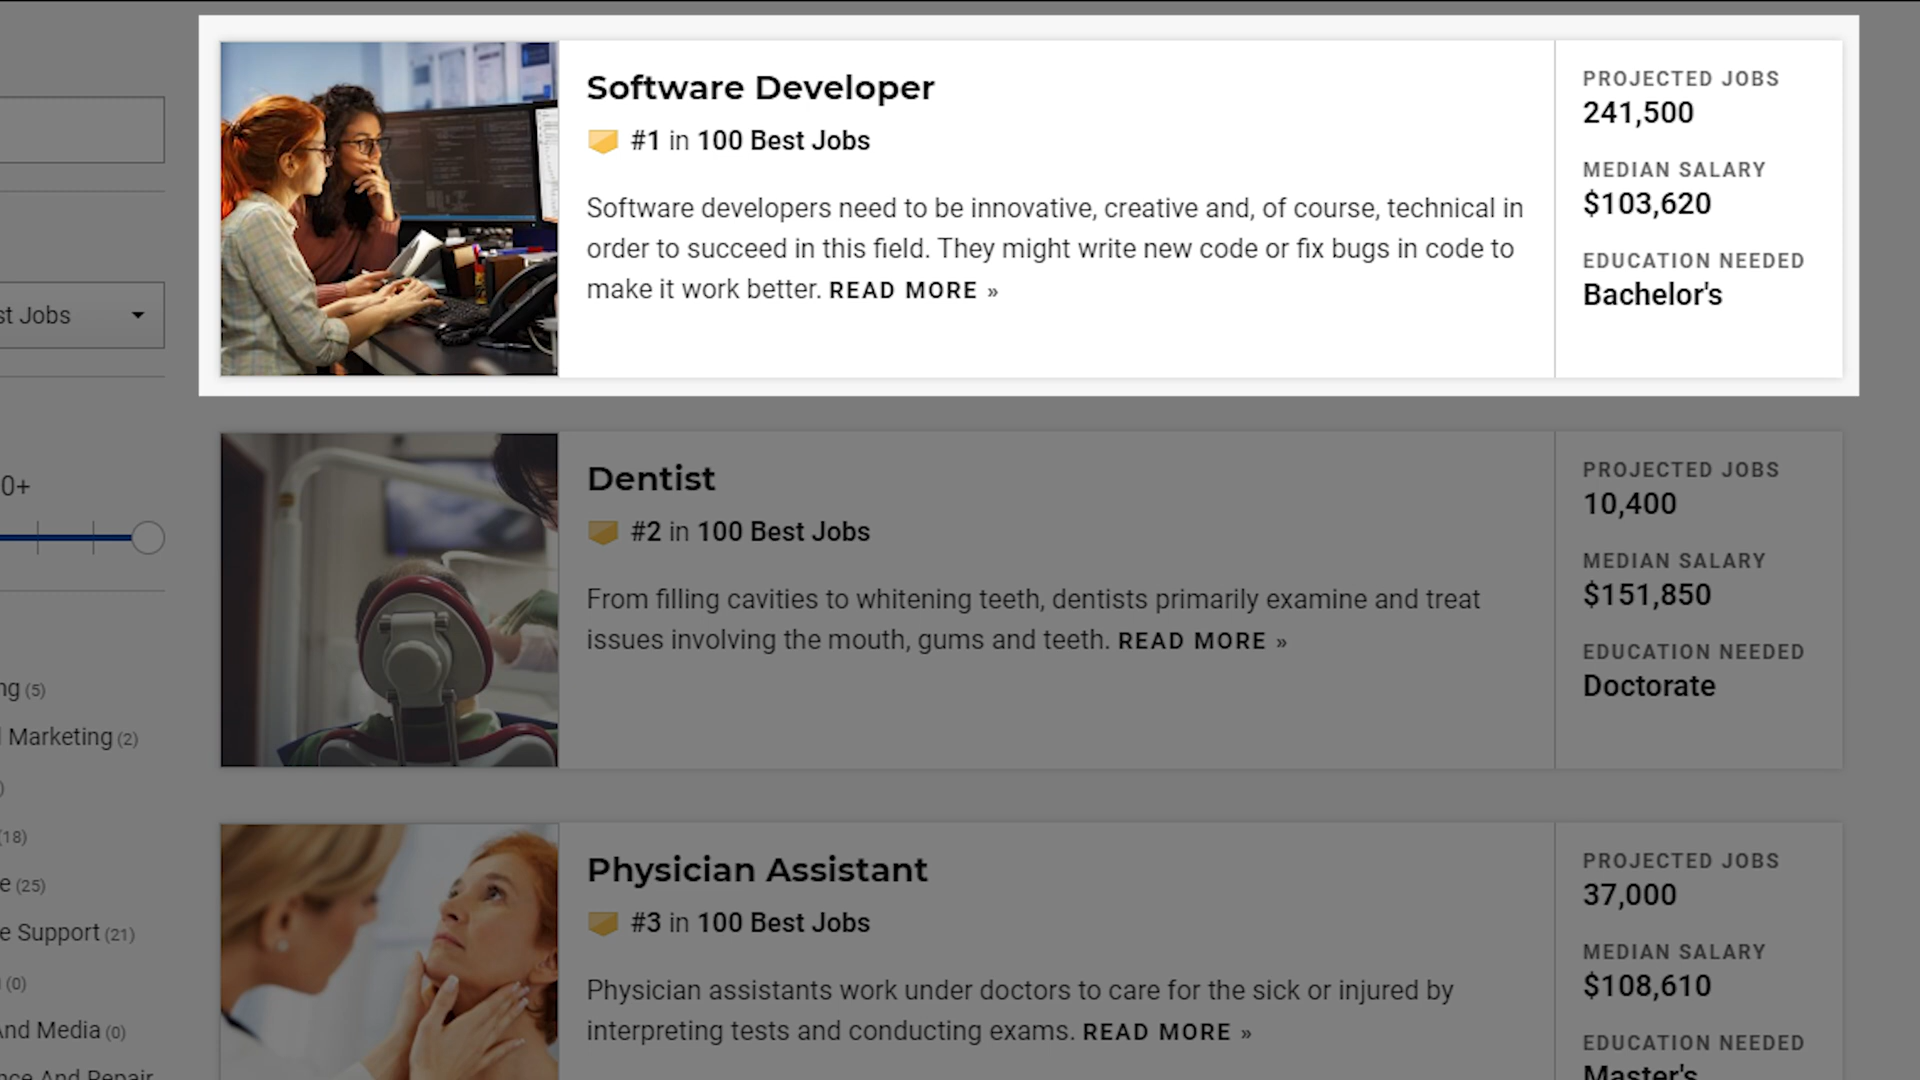 Software Developer
#1 in 100 Best Jobs
Software developers need to be innovative, creative and, of course, technical in
order to succeed in this field. They might write new code or fix bugs in code to
make it work better. READ MORE »
PROJECTED JOBS
241,500
MEDIAN SALARY
$103,620
EDUCATION NEEDED
Bachelor's
st Jobs
0+
ng (5)
Marketing (2)
)
(18)
e (25)
e Support (21)
(0)
And Media (0)
nce And Repair
Dentist
#2 in 100 Best Jobs
From filling cavities to whitening teeth, dentists primarily examine and treat
issues involving the mouth, gums and teeth. READ MORE »
PROJECTED JOBS
10,400
MEDIAN SALARY
$151,850
EDUCATION NEEDED
Doctorate
Physician Assistant
#3 in 100 Best Jobs
Physician assistants work under doctors to care for the sick or injured by
interpreting tests and conducting exams. READ MORE »
PROJECTED JOBS
37,000
MEDIAN SALARY
$108,610
EDUCATION NEEDED
Master's